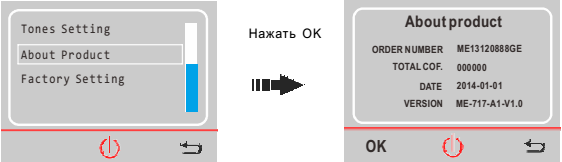 Tones Setting
About Product
Factory Setting
Нажать OK
About product
ORDER NUMBER ME13120888GE
TOTAL COF. 000000
DATE 2014-01-01
VERSION ME-717-A1-V1.0
OK